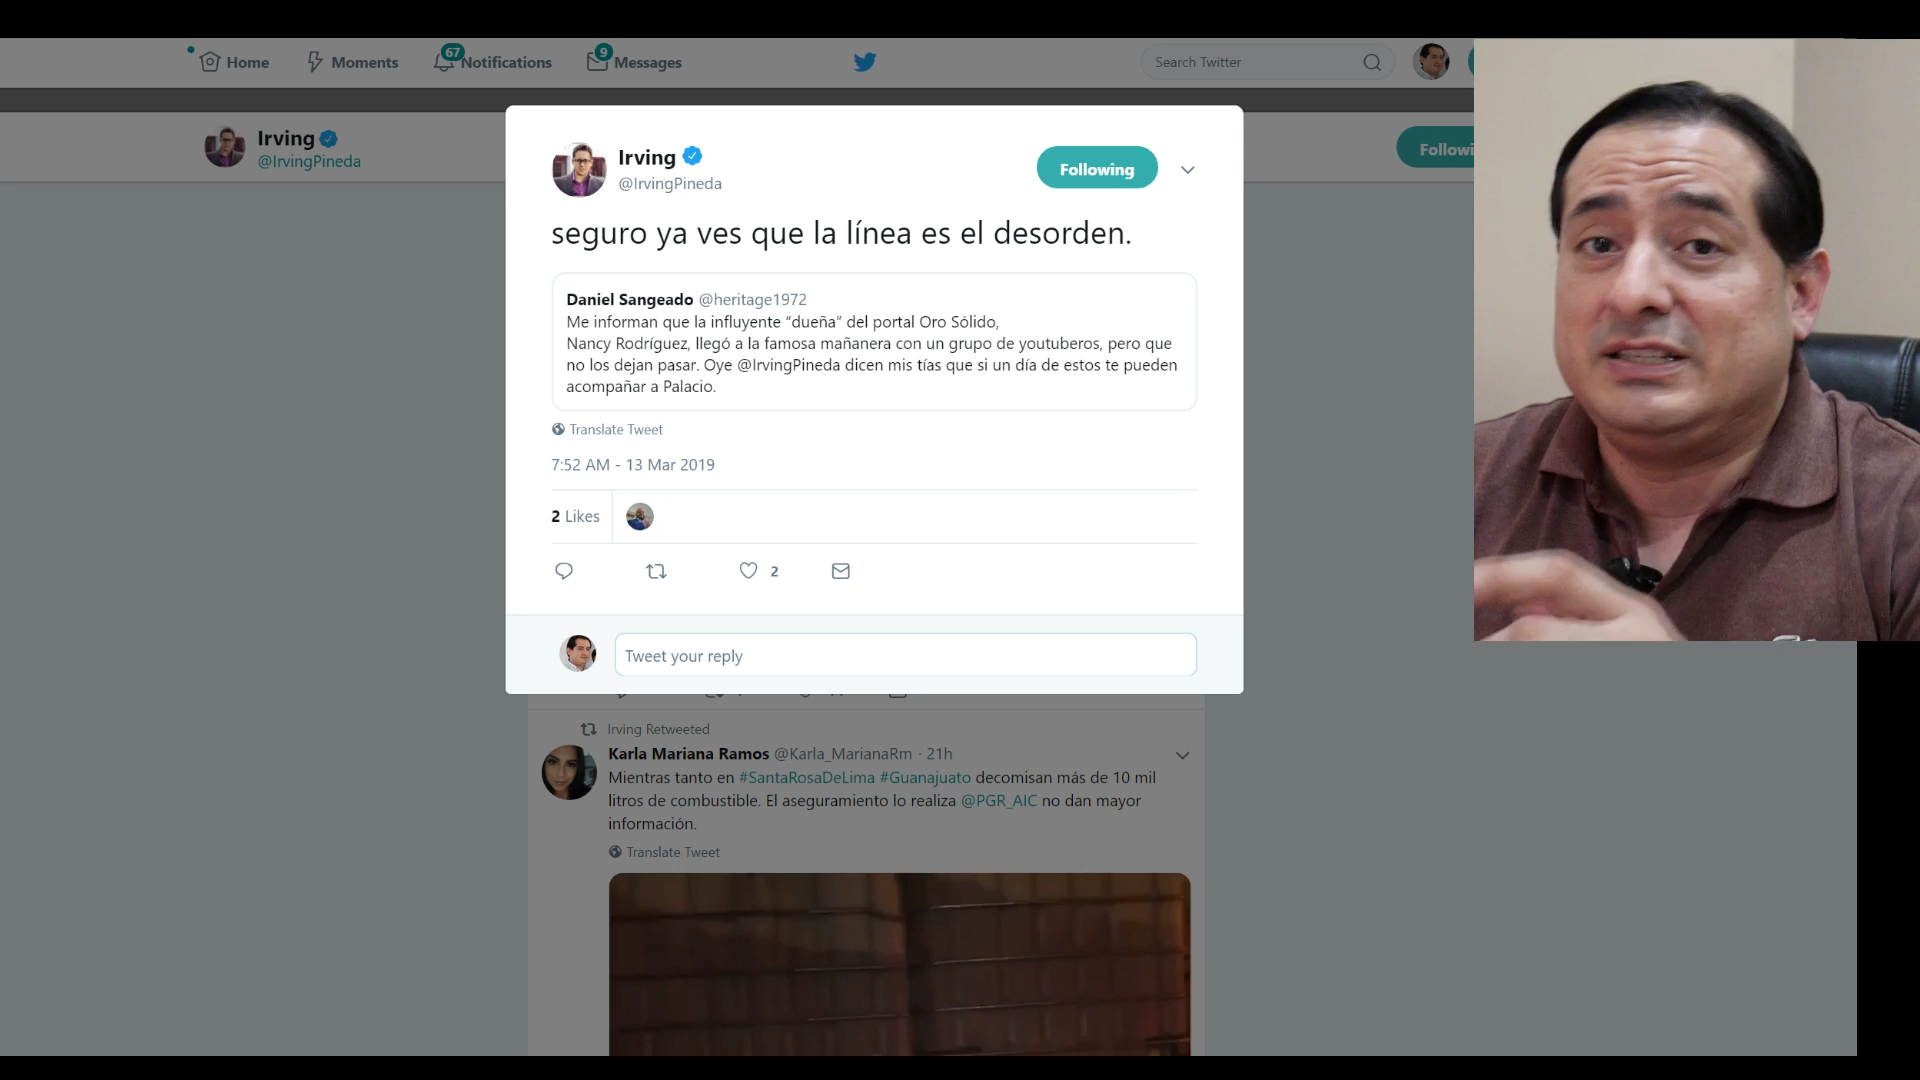 Home
Moments
67
Notifications
9
Messages
Search Twitter
Irving
@IrvingPineda
Followi
Irving
@IrvingPineda
Following
seguro ya ves que la línea es el desorden.
Daniel Sangeado @heritage1972
Me informan que la influyente “dueña” del portal Oro Sólido,
Nancy Rodríguez, llegó a la famosa mañanera con un grupo de youtuberos, pero que
no los dejan pasar. Oye @IrvingPineda dicen mis tías que si un día de estos te pueden
acompañar a Palacio.
Translate Tweet
7:52 AM - 13 Mar 2019
2 Likes
2
Tweet your reply
Irving Retweeted
Karla Mariana Ramos @Karla_MarianaRm · 21h
Mientras tanto en #SantaRosaDeLima #Guanajuato decomisan más de 10 mil
litros de combustible. El aseguramiento lo realiza @PGR_AIC no dan mayor
información.
Translate Tweet